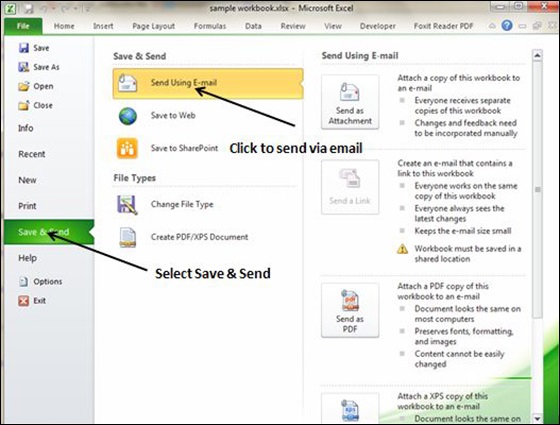 sample workbook.xlsx - Microsoft Excel
File Home Insert Page Layout Formulas Data Review View Developer Foxit Reader PDF
Save
Save As
Open
Close
Info
Recent
New
Print
Save & Send
Help
Options
Exit
Save & Send
Send Using E-mail
Save to Web
Save to SharePoint
Click to send via email
File Types
Change File Type
Create PDF/XPS Document
Select Save & Send
Send Using E-mail
Send as
Attachment
Attach a copy of this workbook to
an e-mail
Everyone receives separate
copies of this workbook
Changes and feedback need
to be incorporated manually
Send a Link
Create an e-mail that contains a
link to this workbook
Everyone works on the same
copy of this workbook
Everyone always sees the
latest changes
Keeps the e-mail size small
Workbook must be saved in a
shared location
Send as
PDF
Attach a PDF copy of this
workbook to an e-mail
Document looks the same on
most computers
Preserves fonts, formatting,
and images
Content cannot be easily
changed
Attach a XPS copy of this
workbook to an e-mail
Document looks the same on